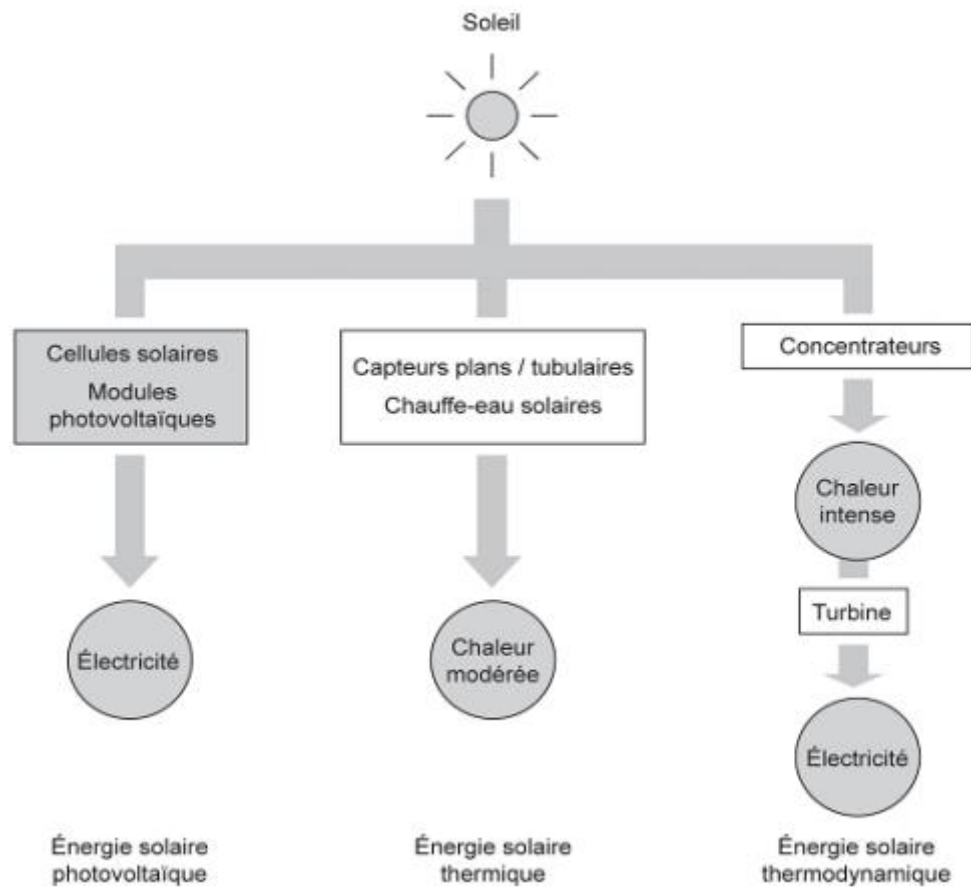 Soleil
Cellules solaires
Modules
photovoltaïques
Électricité
Énergie solaire
photovoltaïque
Capteurs plans / tubulaires
Chauffe-eau solaires
Chaleur
modérée
Énergie solaire
thermique
Concentrateurs
Chaleur
intense
Turbine
Électricité
Énergie solaire
thermodynamique